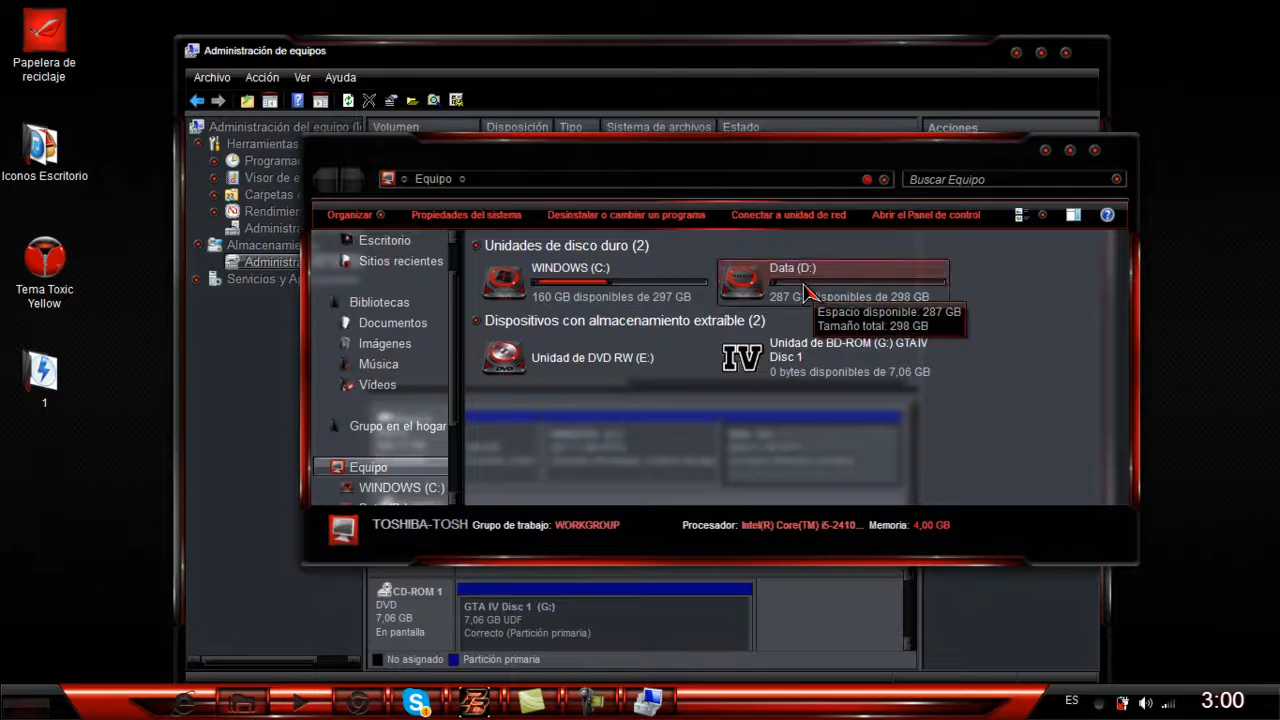 Papelera de
reciclaje
Iconos Escritorio
Tema Toxic
Yellow
1
Administración de equipos
Archivo Acción Ver Ayuda
Administración del equipo (l
Herramientas
Programa
Visor de e
Carpetas
Rendimier
Administra
Almacenami
Administra
Servicios y A
Volumen Disposición Tipo Sistema de archivos Estado
Acciones
Equipo
Buscar Equipo
Organizar Propiedades del sistema Desinstalar o cambiar un programa Conectar a unidad de red Abrir el Panel de control
Escritorio
Sitios recientes
Bibliotecas
Documentos
Imágenes
Música
Vídeos
Grupo en el hogar
Equipo
WINDOWS (C:)
Unidades de disco duro (2)
WINDOWS (C:)
160 GB disponibles de 297 GB
Data (D:)
287 G isponibles de 298 GB
Espacio disponible: 287 GB
Tamaño total: 298 GB
Dispositivos con almacenamiento extraíble (2)
DVD
Unidad de DVD RW (E:)
IV
Unidad de BD-ROM (G:) GTAIV
Disc 1
0 bytes disponibles de 7,06 GB
TOSHIBA-TOSH Grupo de trabajo: WORKGROUP Procesador: Intel(R) Core(TM) i5-2410... Memoria: 4,00 GB
CD-ROM 1
DVD
7,06 GB
En pantalla
GTA IV Disc 1 (G:)
7,06 GB UDF
Correcto (Partición primaria)
No asignado Partición primaria
ES
3:00